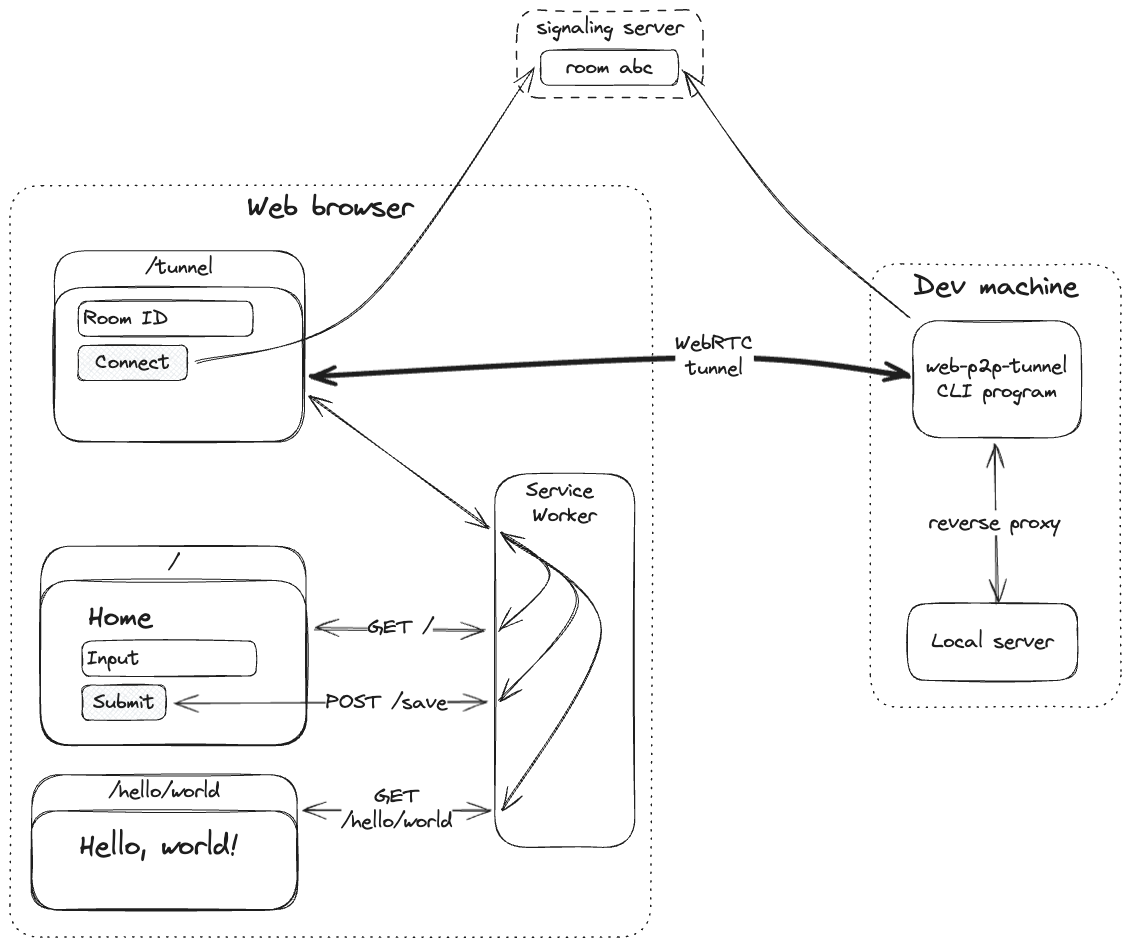 signaling server
room abc
Web browser
/tunnel
Room ID
Connect
WebRTC
tunnel
Dev machine
web-p2p-tunnel
CLI program
reverse proxy
Local server
Service
Worker
/
Home
Input
Submit
GET /
POST /save
/hello/world
Hello, world!
GET
/hello/world